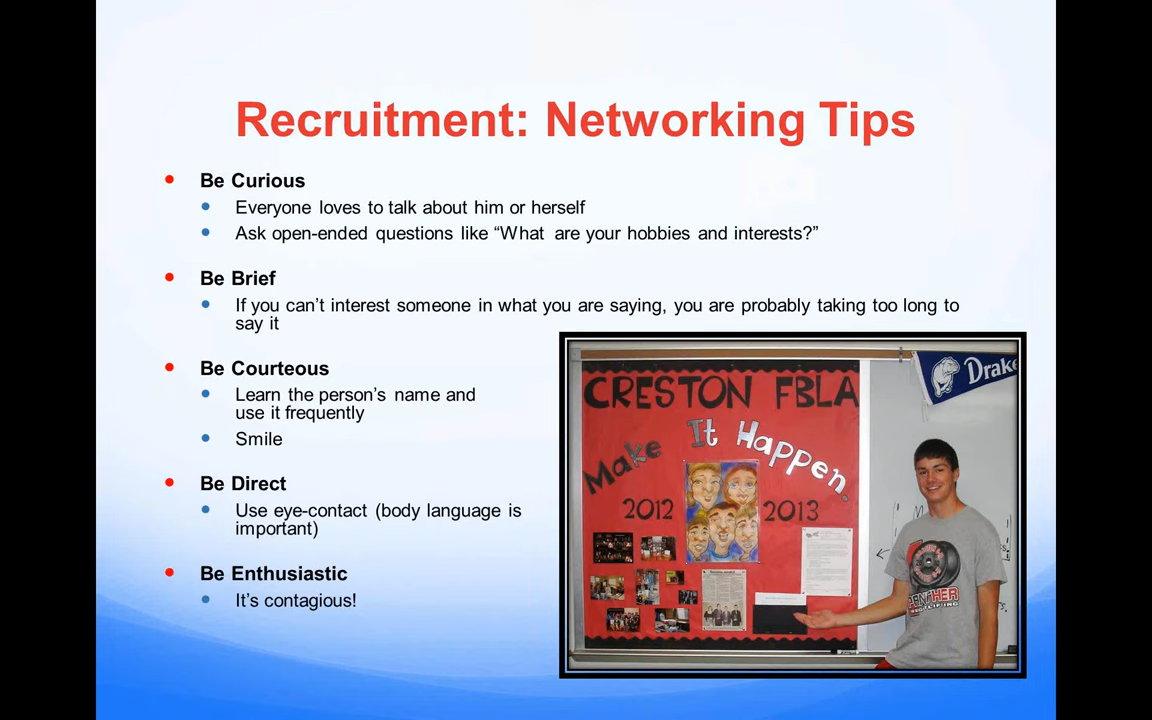 Recruitment: Networking Tips
Be Curious
Everyone loves to talk about him or herself
Ask open-ended questions like “What are your hobbies and interests?”
Be Brief
If you can’t interest someone in what you are saying, you are probably taking too long to
say it
Be Courteous
Learn the person’s name and
use it frequently
Smile
Be Direct
Use eye-contact (body language is
important)
Be Enthusiastic
It’s contagious!
CRESTON FBLA
Make It Happen.
2012 2013
Drake